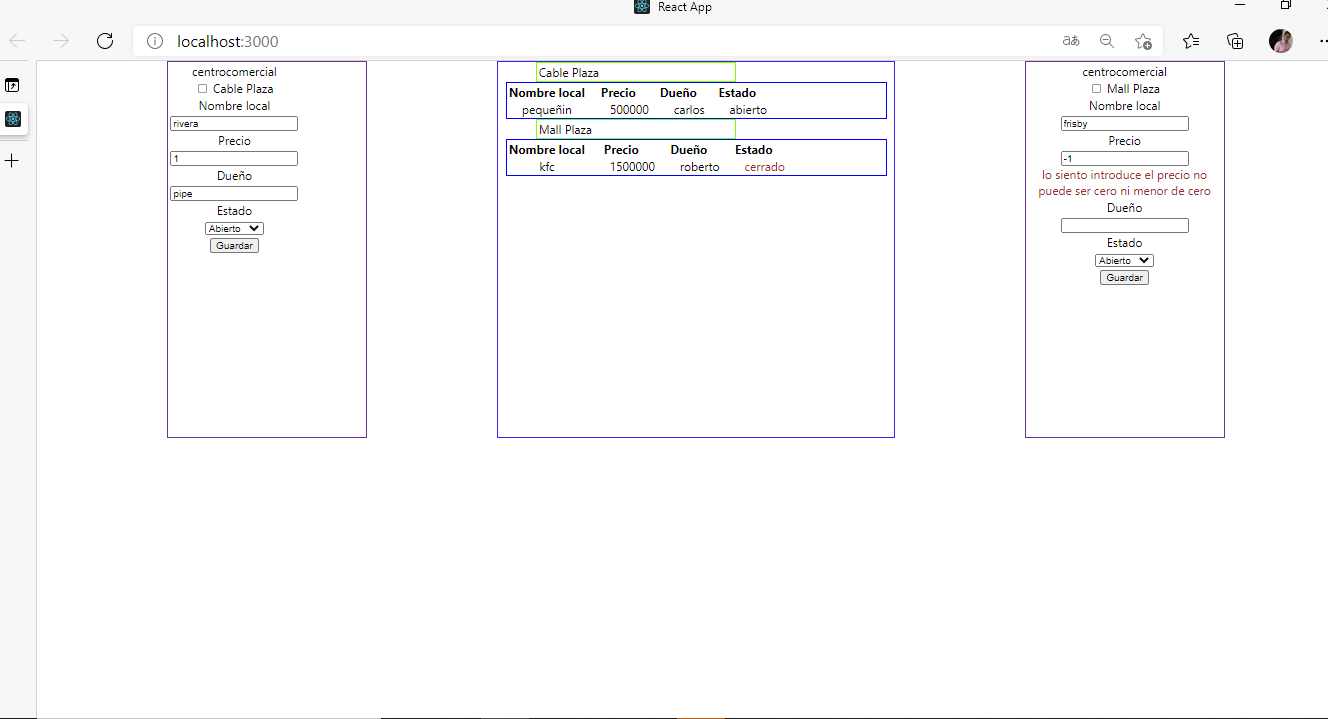 React App
localhost:3000
aあ
centrocomercial
Cable Plaza
Nombre local
rivera
Precio
1
Dueño
pipe
Estado
Abierto
Guardar
Cable Plaza
Nombre local Precio Dueño Estado
pequeñin 500000 carlos abierto
Mall Plaza
Nombre local Precio Dueño Estado
kfc 1500000 roberto cerrado
centrocomercial
Mall Plaza
Nombre local
frisby
Precio
-1
lo siento introduce el precio no
puede ser cero ni menor de cero
Dueño
Estado
Abierto
Guardar